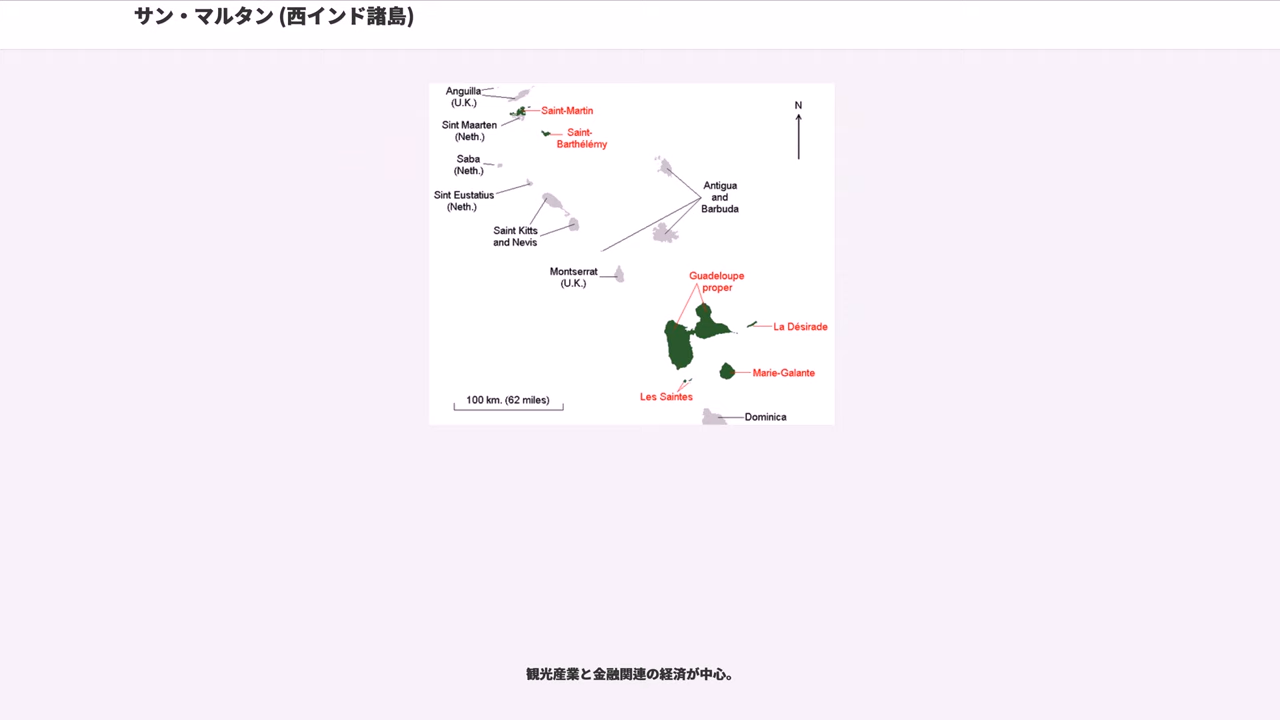 サン・マルタン (西インド諸島)
Anguilla
(U.K.)
Saint-Martin
N
Sint Maarten
(Neth.)
Saint-
Barthélémy
Saba
(Neth.)
Antigua
and
Barbuda
Sint Eustatius
(Neth.)
Saint Kitts
and Nevis
Montserrat
(U.K.)
Guadeloupe
proper
La Désirade
Marie-Galante
Les Saintes
100 km. (62 miles)
Dominica
観光産業と金融関連の経済が中心。